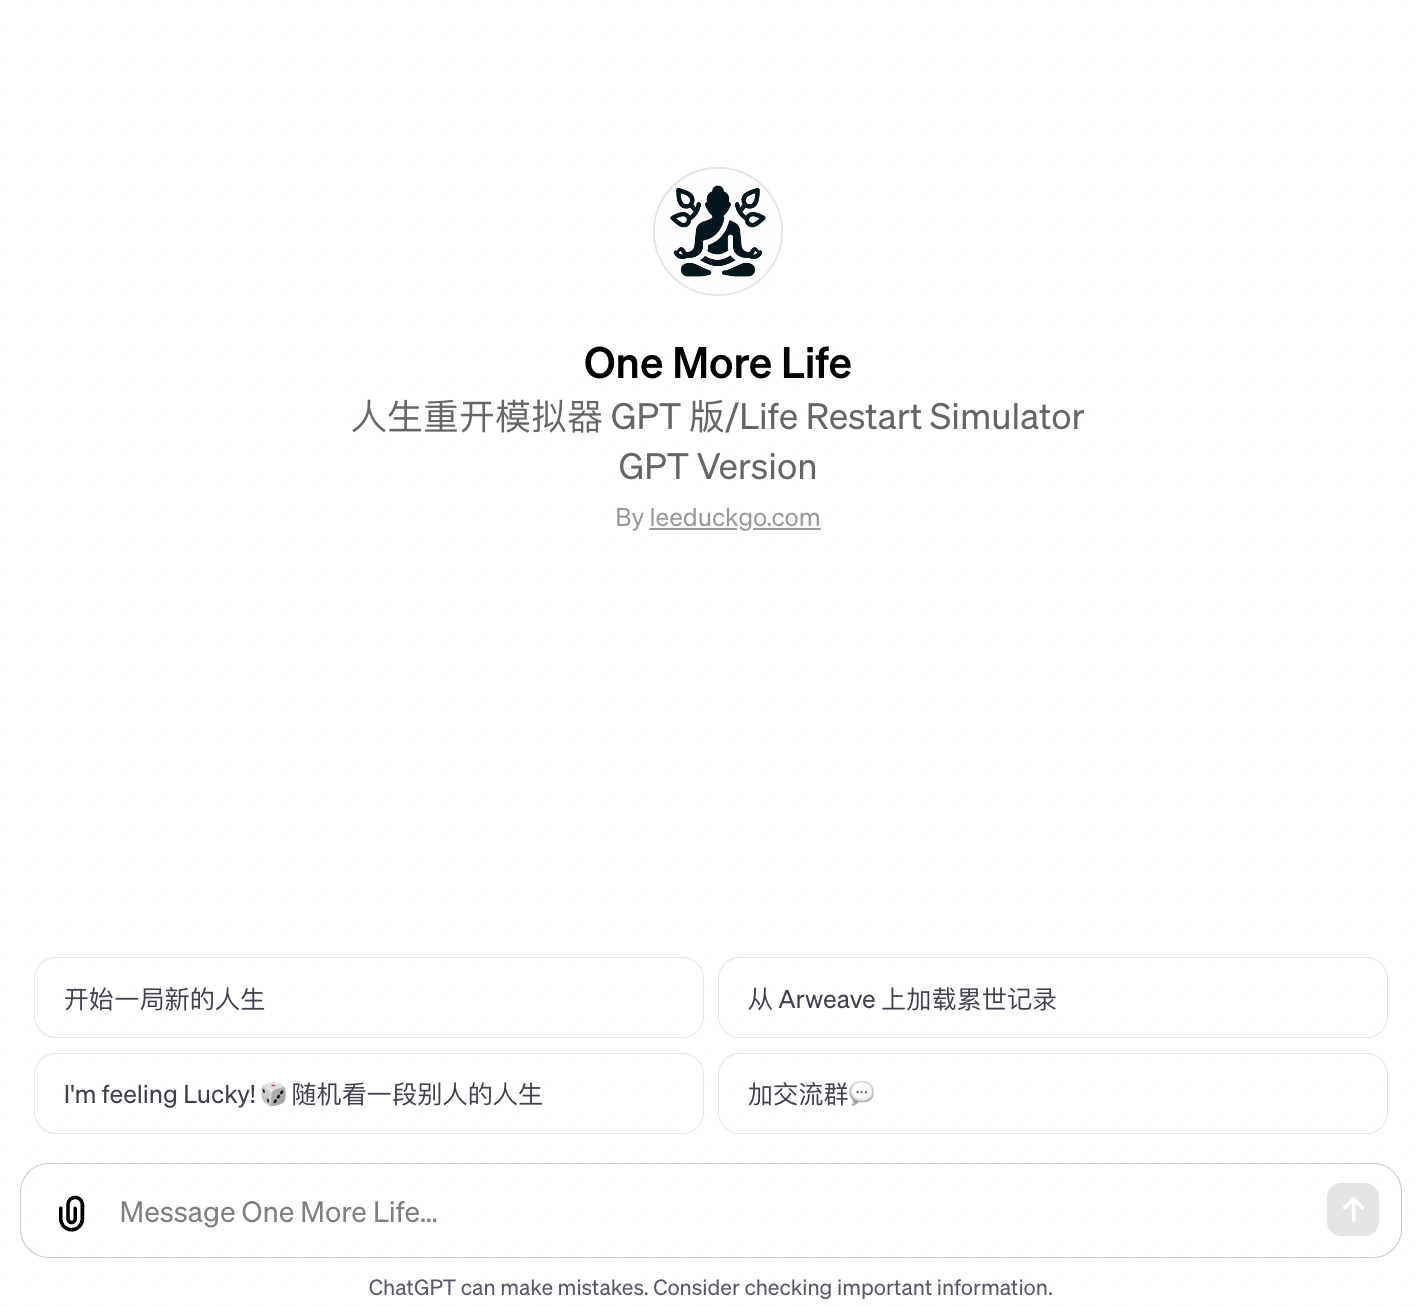 One More Life
人生重开模拟器 GPT 版/Life Restart Simulator
GPT Version
By leeduckgo.com
开始一局新的人生
从 Arweave 上加载累世记录
I'm feeling Lucky! 🎲 随机看一段别人的人生
加交流群💬
Message One More Life...
ChatGPT can make mistakes. Consider checking important information.